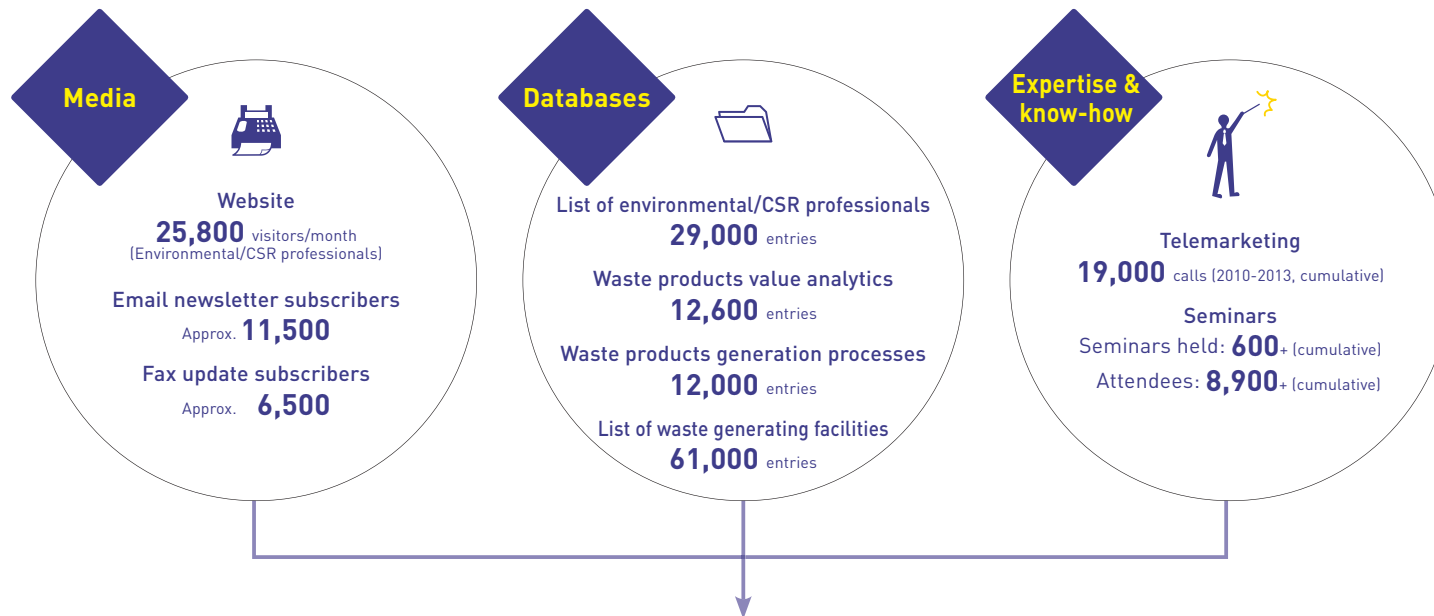 Media
Website
25,800 visitors/month
(Environmental/CSR professionals)
Email newsletter subscribers
Approx. 11,500
Fax update subscribers
Approx. 6,500
Databases
List of environmental/CSR professionals
29,000 entries
Waste products value analytics
12,600 entries
Waste products generation processes
12,000 entries
List of waste generating facilities
61,000 entries
Expertise &
know-how
Telemarketing
19,000 calls (2010-2013, cumulative)
Seminars
Seminars held: 600+ (cumulative)
Attendees: 8,900+ (cumulative)